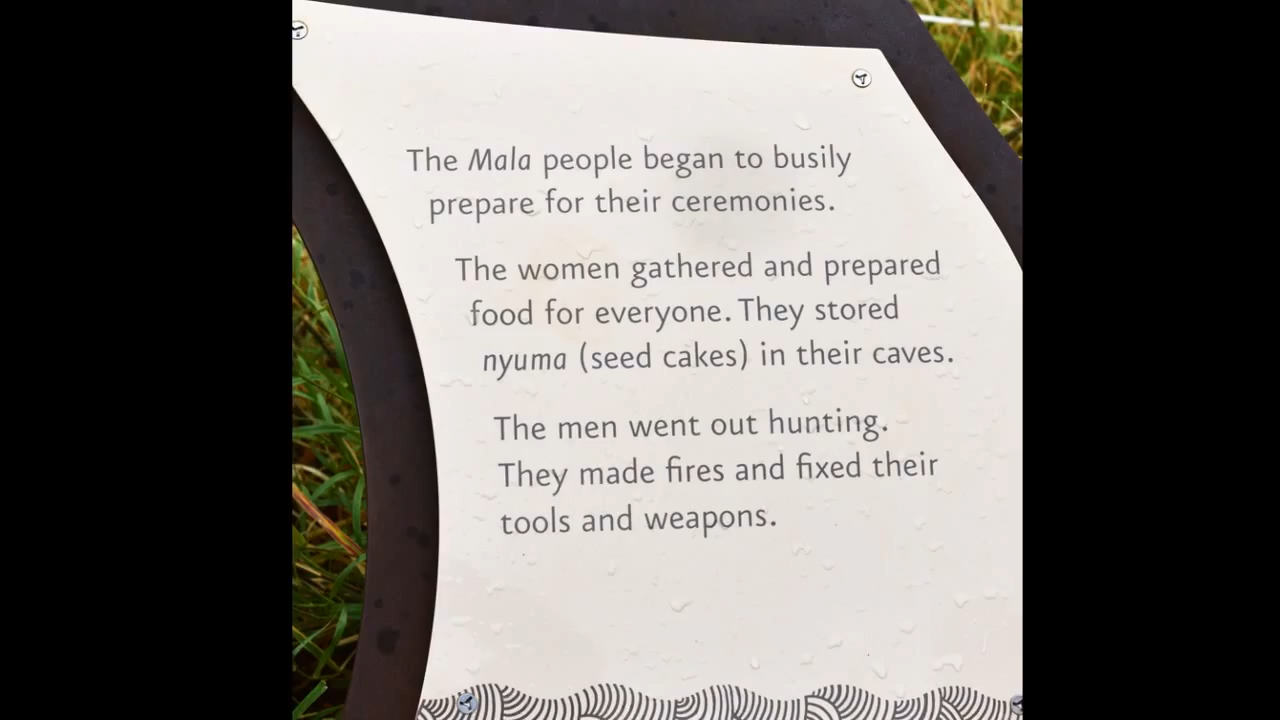 The Mala people began to busily
prepare for their ceremonies.
The women gathered and prepared
food for everyone. They stored
nyuma (seed cakes) in their caves.
The men went out hunting.
They made fires and fixed their
tools and weapons.